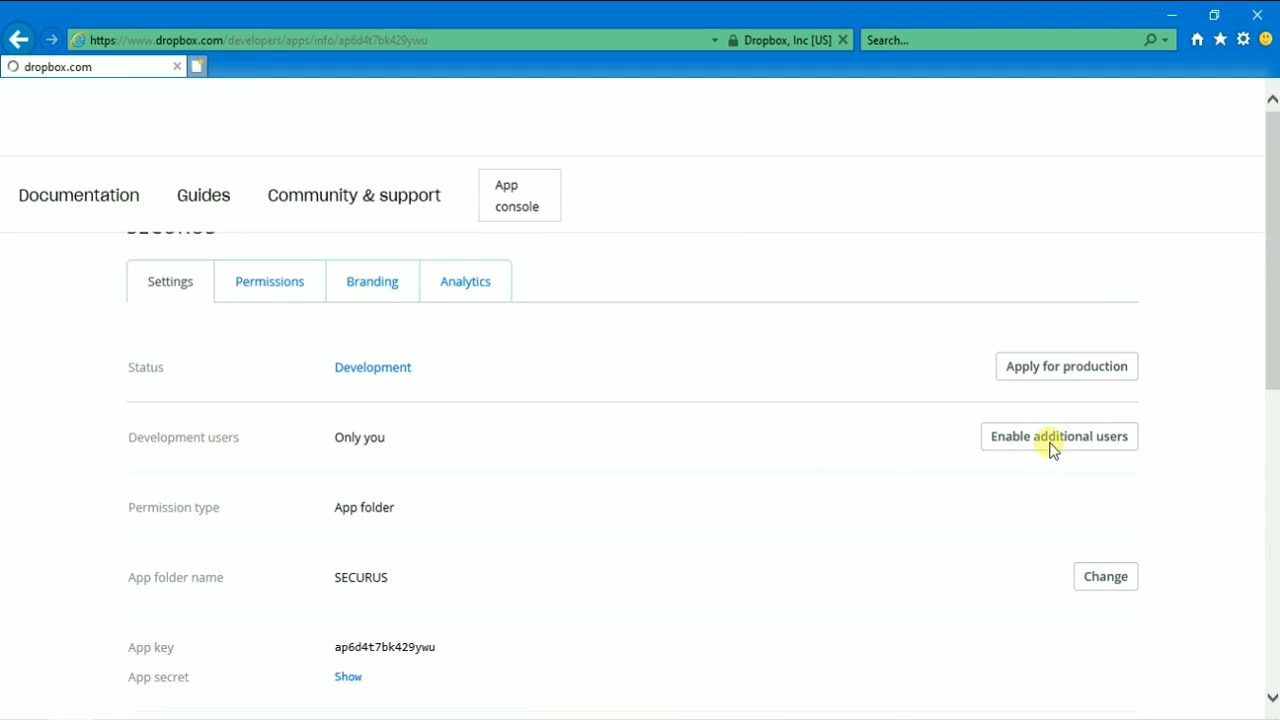 https://www.dropbox.com/developers/apps/info/ap6d4t7bk429ywu
Dropbox, Inc [US]
Search...
dropbox.com
Documentation
Guides
Community & support
App
console
SECURUS
Settings
Permissions
Branding
Analytics
Status
Development
Apply for production
Development users
Only you
Enable additional users
Permission type
App folder
App folder name
SECURUS
Change
App key
ap6d4t7bk429ywu
App secret
Show